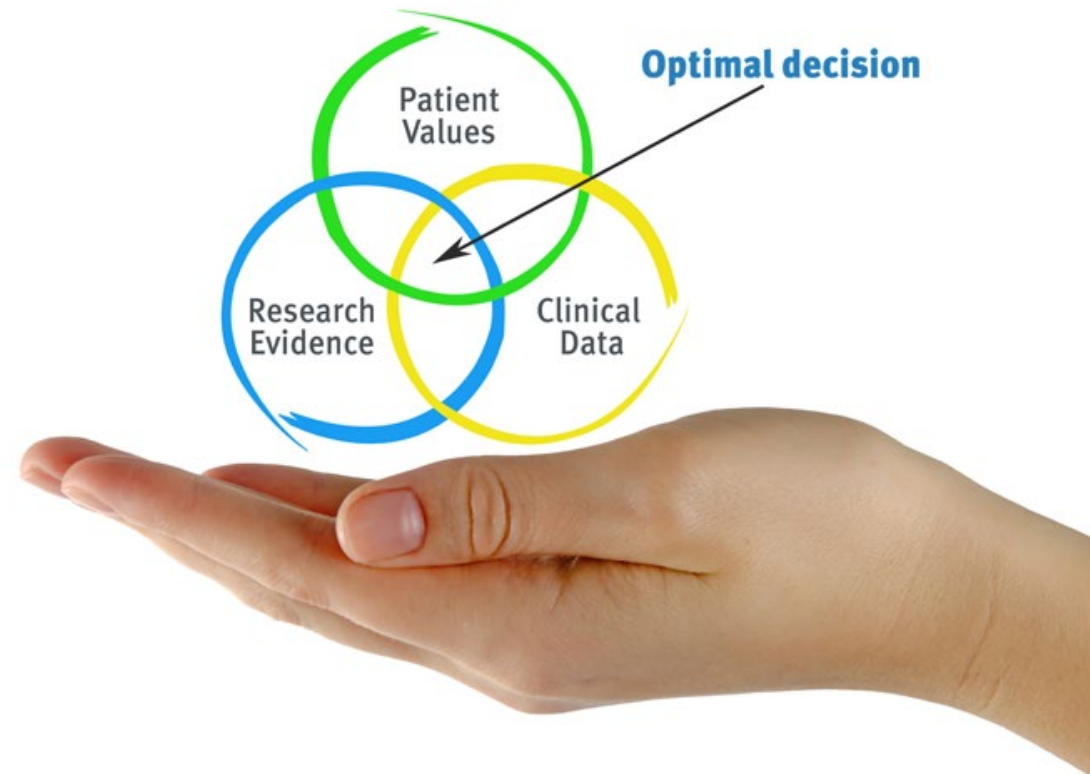 Optimal decision
Patient
Values
Research
Evidence
Clinical
Data